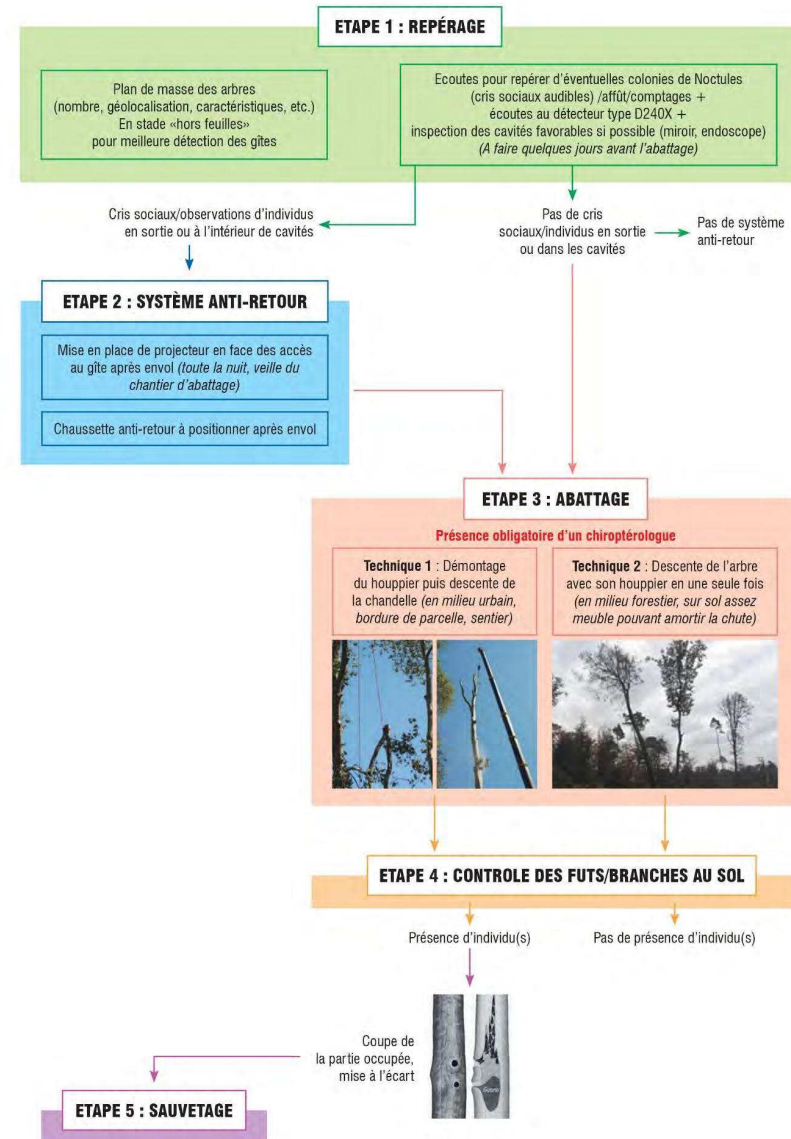 ETAPE 1 : REPÉRAGE
Plan de masse des arbres
(nombre, géolocalisation, caractéristiques, etc.)
En stade «hors feuilles»
pour meilleure détection des gîtes
Ecoutes pour repérer d'éventuelles colonies de Noctules
(cris sociaux audibles) /affût/comptages +
écoutes au détecteur type D240X +
inspection des cavités favorables si possible (miroir, endoscope)
(A faire quelques jours avant l'abattage)
Cris sociaux/observations d'individus
en sortie ou à l'intérieur de cavités
Pas de cris
sociaux/individus en sortie
ou dans les cavités
Pas de système
anti-retour
ETAPE 2 : SYSTÈME ANTI-RETOUR
Mise en place de projecteur en face des accès
au gîte après envol (toute la nuit, veille du
chantier d'abattage)
Chaussette anti-retour à positionner après envol
ETAPE 3 : ABATTAGE
Présence obligatoire d'un chiroptérologue
Technique 1 : Démontage
du houppier puis descente de
la chandelle (en milieu urbain,
bordure de parcelle, sentier)
Technique 2 : Descente de l'arbre
avec son houppier en une seule fois
(en milieu forestier, sur sol assez
meuble pouvant amortir la chute)
ETAPE 4 : CONTROLE DES FUTS/BRANCHES AU SOL
Présence d'individu(s)
Pas de présence d'individu(s)
Coupe de
la partie occupée,
mise à l'écart
ETAPE 5 : SAUVETAGE